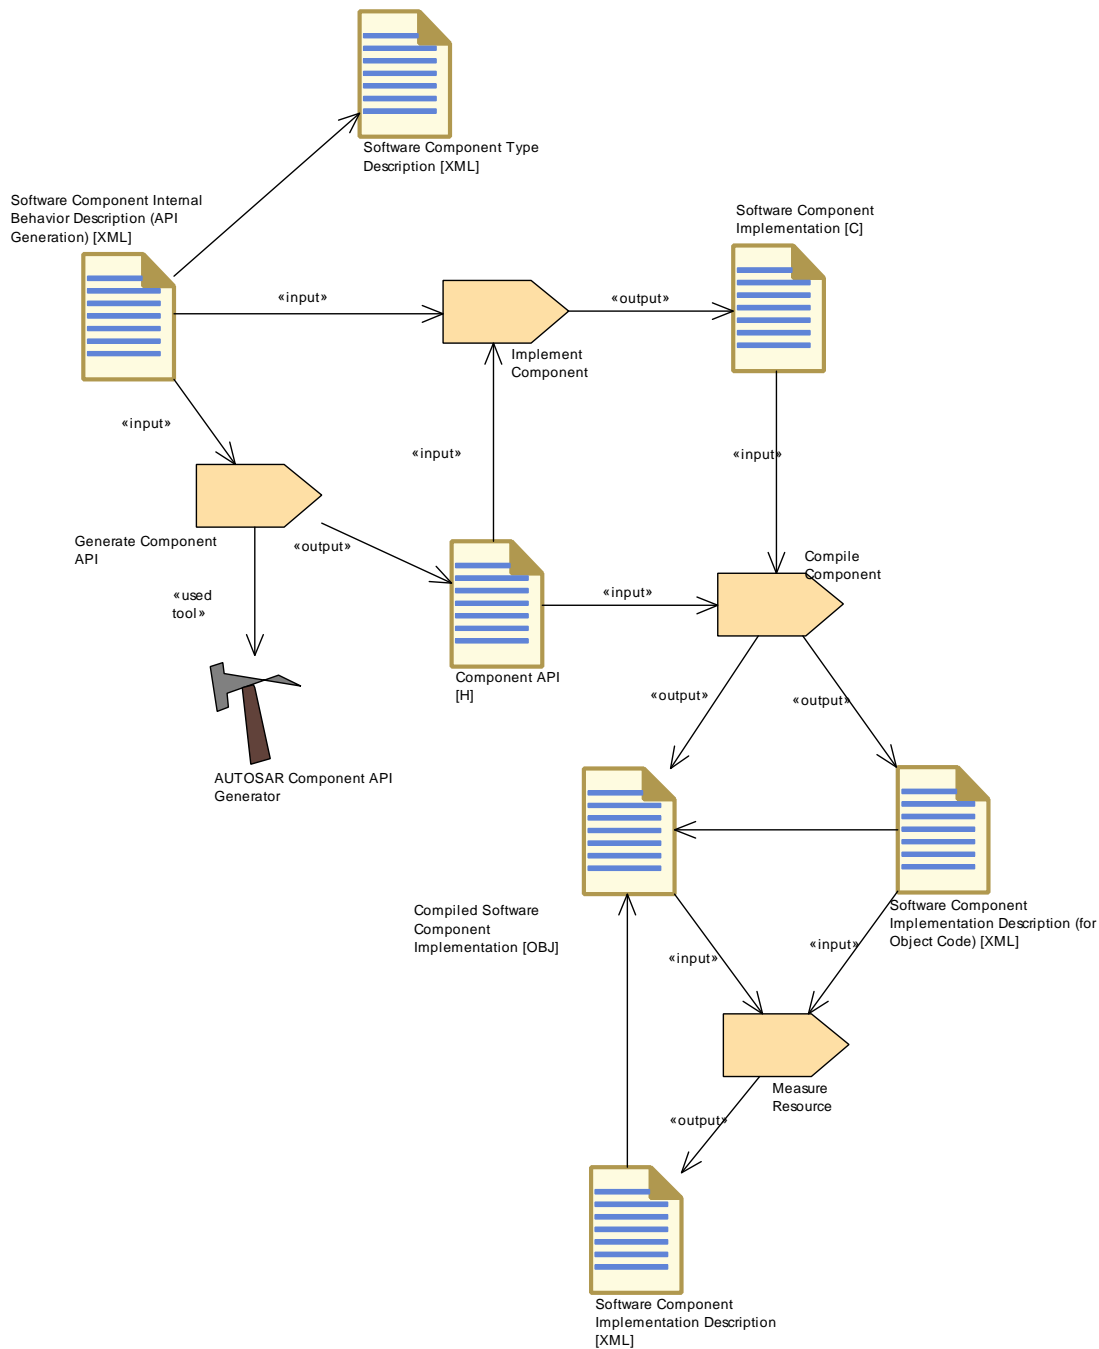 Software Component Type
Description [XML]
Software Component Internal
Behavior Description (API
Generation) [XML]
Software Component
Implementation [C]
«input»
«output»
Implement
Component
«input»
«input»
«input»
Generate Component
API
«output»
Compile
Component
«used
tool»
«input»
Component API
[H]
«output»
«output»
AUTOSAR Component API
Generator
Compiled Software
Component
Implementation [OBJ]
Software Component
Implementation Description (for
Object Code) [XML]
«input»
«input»
Measure
Resource
«output»
Software Component
Implementation Description
[XML]